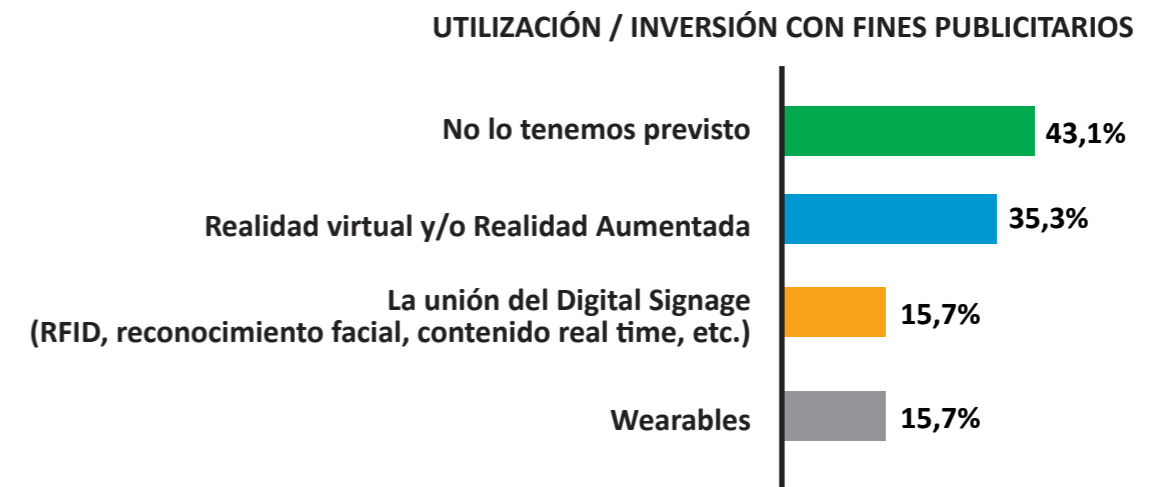 UTILIZACIÓN / INVERSIÓN CON FINES PUBLICITARIOS
No lo tenemos previsto
43,1%
Realidad virtual y/o Realidad Aumentada
35,3%
La unión del Digital Signage
(RFID, reconocimiento facial, contenido real time, etc.)
15,7%
Wearables
15,7%